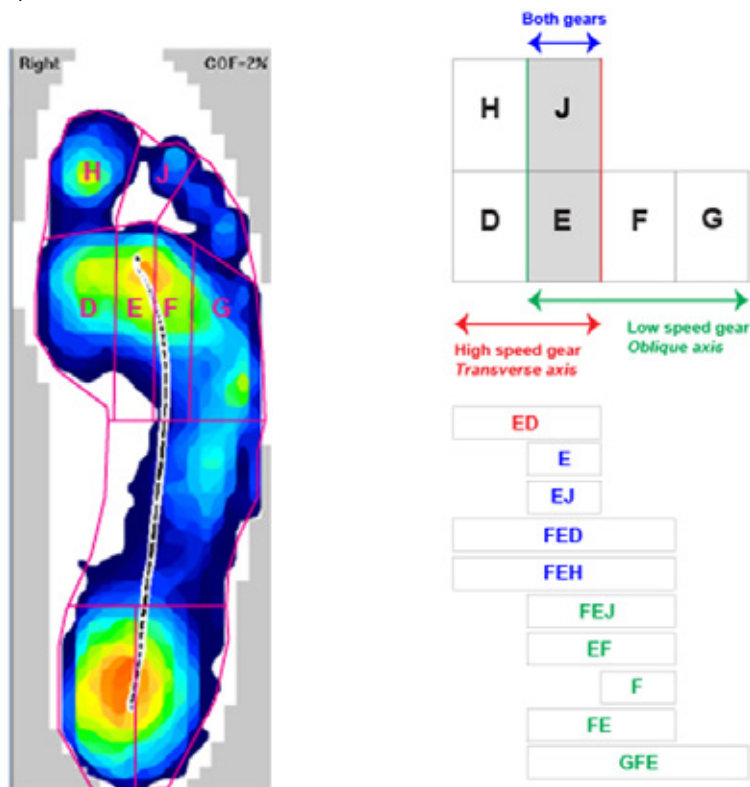 Right COF=2%
H J
D E F G
Both gears
H J
D E F G
High speed gear
Transverse axis
Low speed gear
Oblique axis
ED
E
EJ
FED
FEH
FEJ
EF
F
FE
GFE